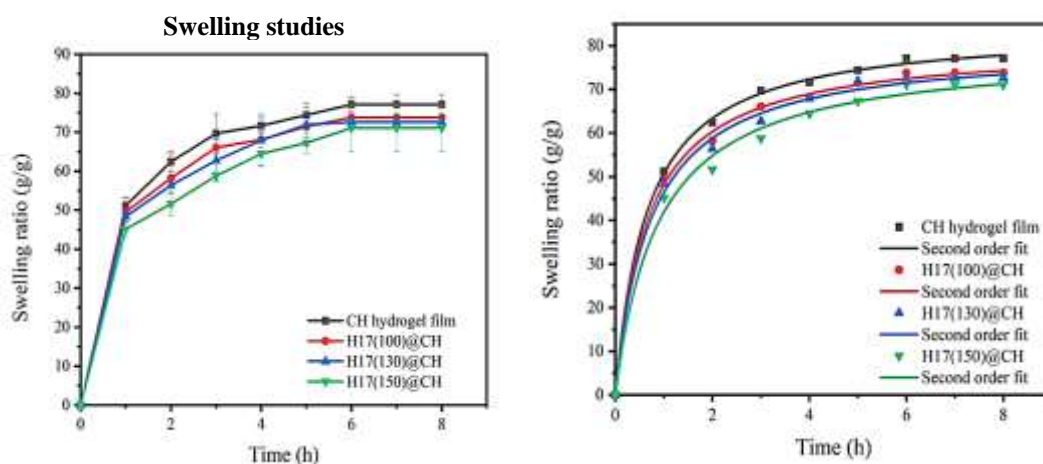 Swelling studies
90
80
70
60
50
40
30
20
10
0
Swelling ratio (g/g)
CH hydrogel film
H17(100)@CH
H17(130)@CH
H17(150)@CH
0 2 4 6 8
Time (h)
80
70
60
50
40
30
20
10
0
Swelling ratio (g/g)
CH hydrogel film
Second order fit
H17(100)@CH
Second order fit
H17(130)@CH
Second order fit
H17(150)@CH
Second order fit
0 2 4 6 8
Time (h)